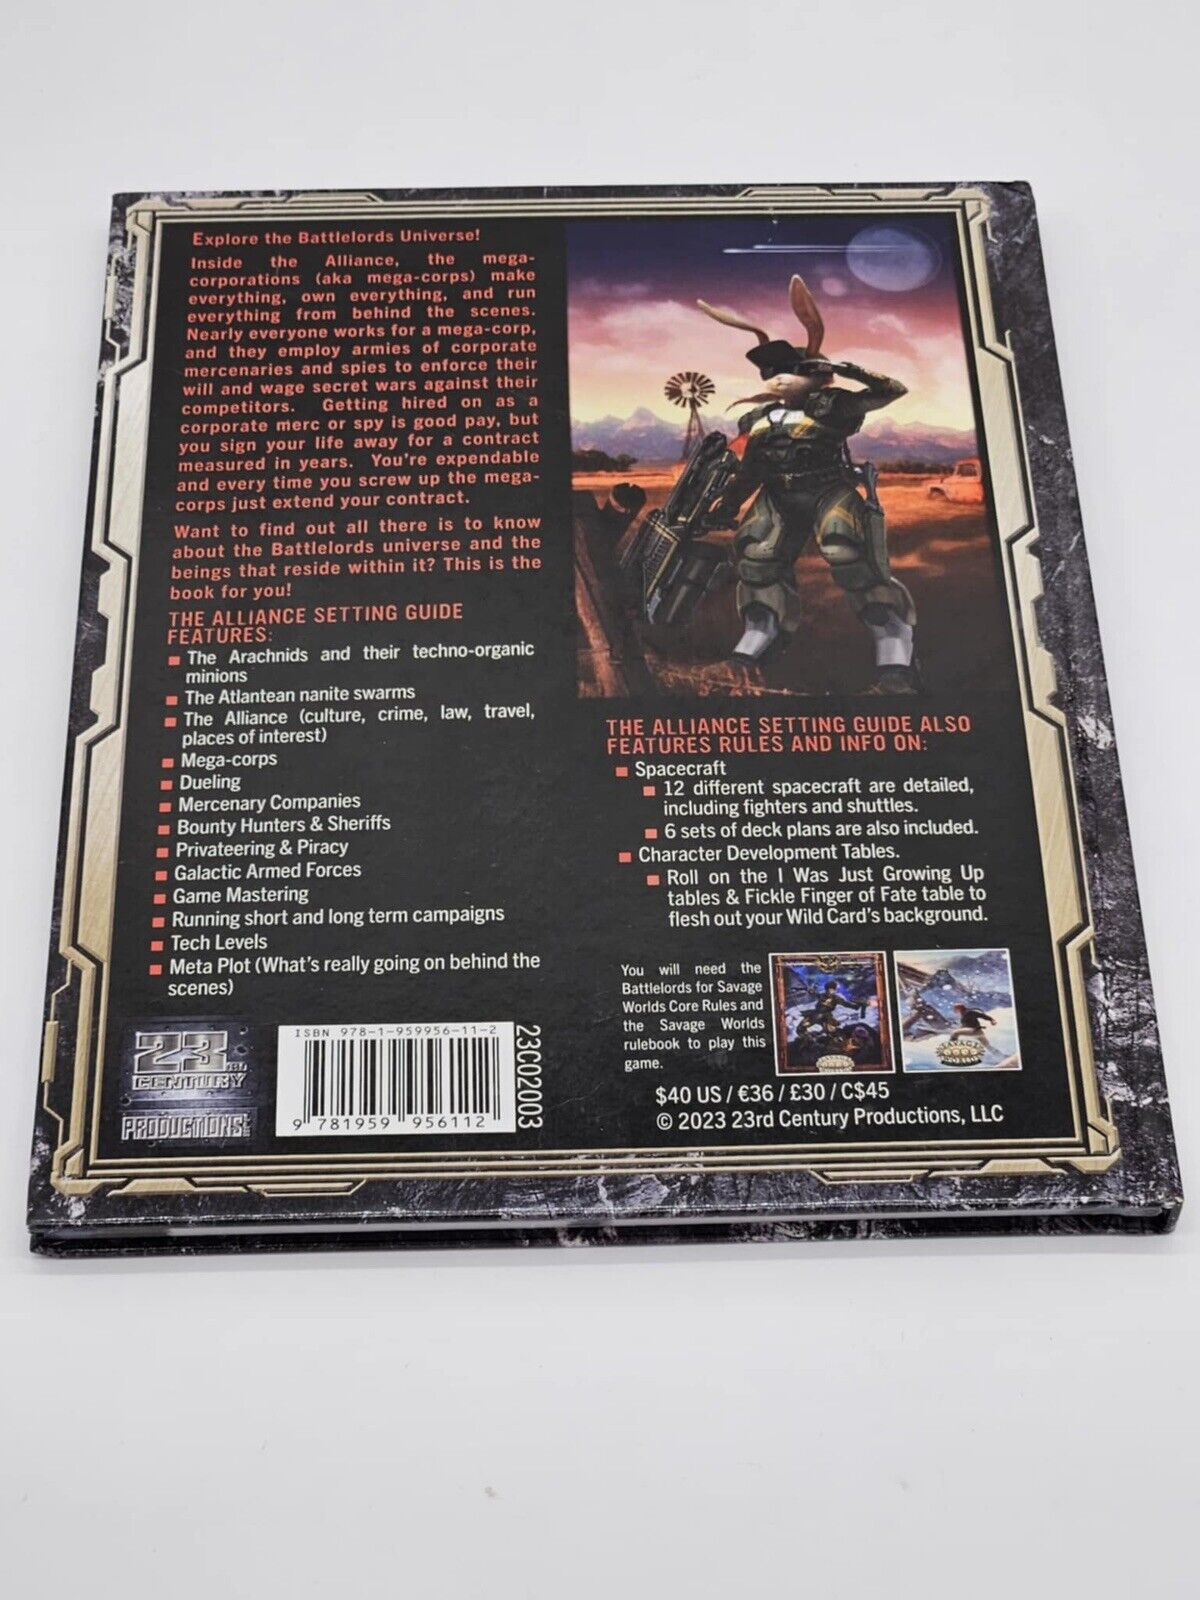 Explore the Battlelords Universe!
Inside the Alliance, the mega-
corporations (aka mega-corps) make
everything, own everything, and run
everything from behind the scenes.
Nearly everyone works for a mega-corp,
and they employ armies of corporate
mercenaries and spies to enforce their
will and wage secret wars against their
competitors. Getting hired on as a
corporate merc or spy is good pay, but
you sign your life away for a contract
measured in years. You're expendable
and every time you screw up the mega-
corps just extend your contract.
Want to find out all there is to know
about the Battlelords universe and the
beings that reside within it? This is the
book for you!
THE ALLIANCE SETTING GUIDE
FEATURES:
The Arachnids and their techno-organic
minions
The Atlantean nanite swarms
The Alliance (culture, crime, law, travel,
places of interest)
Mega-corps
Dueling
Mercenary Companies
Bounty Hunters & Sheriffs
Privateering & Piracy
Galactic Armed Forces
Game Mastering
Running short and long term campaigns
Tech Levels
Meta Plot (What's really going on behind the
scenes)
THE ALLIANCE SETTING GUIDE ALSO
FEATURES RULES AND INFO ON:
Spacecraft
12 different spacecraft are detailed,
including fighters and shuttles.
6 sets of deck plans are also included.
Character Development Tables.
Roll on the I Was Just Growing Up
tables & Fickle Finger of Fate table to
flesh out your Wild Card's background.
You will need the
Battlelords for Savage
Worlds Core Rules and
the Savage Worlds
rulebook to play this
game.
SAVAGE
$40 US / €36 / £30 / C$45
© 2023 23rd Century Productions, LLC
23RD
CENTURY
PRODUCTIONS
ISBN 978-1-959956-11-2
9 781959 956112
23C02003